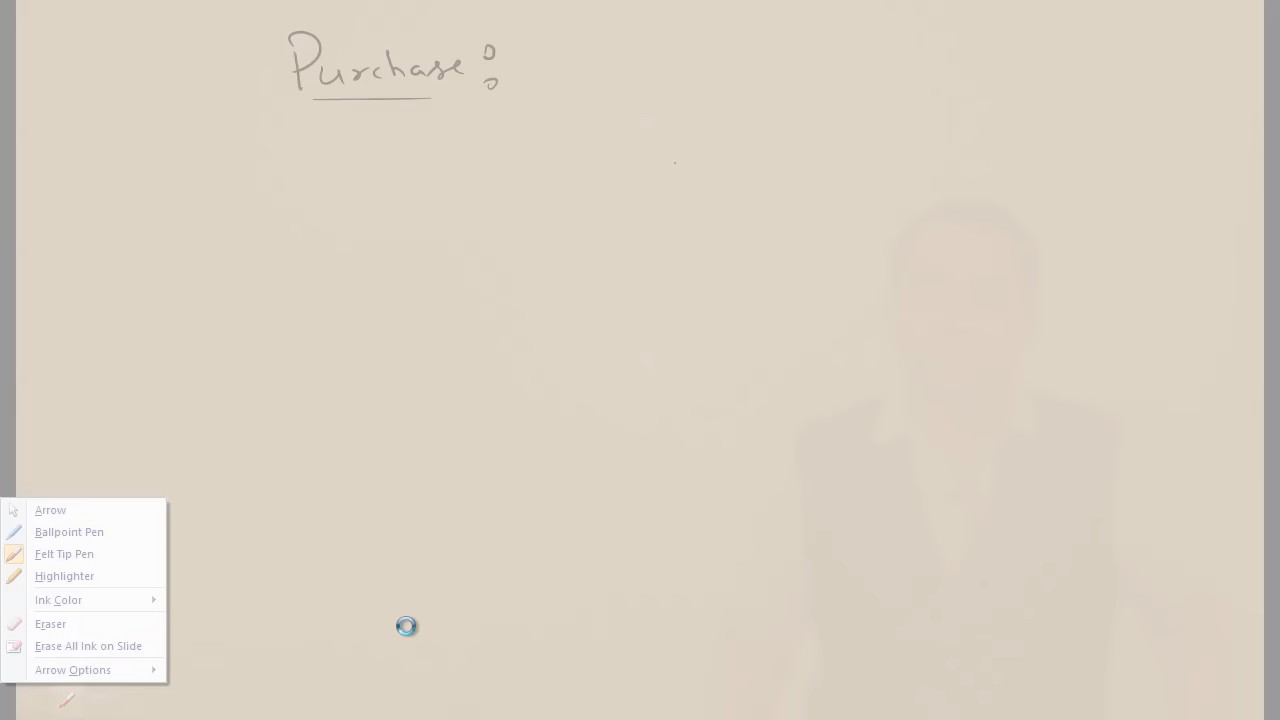 Purchase :
Arrow
Ballpoint Pen
Felt Tip Pen
Highlighter
Ink Color
Eraser
Erase All Ink on Slide
Arrow Options